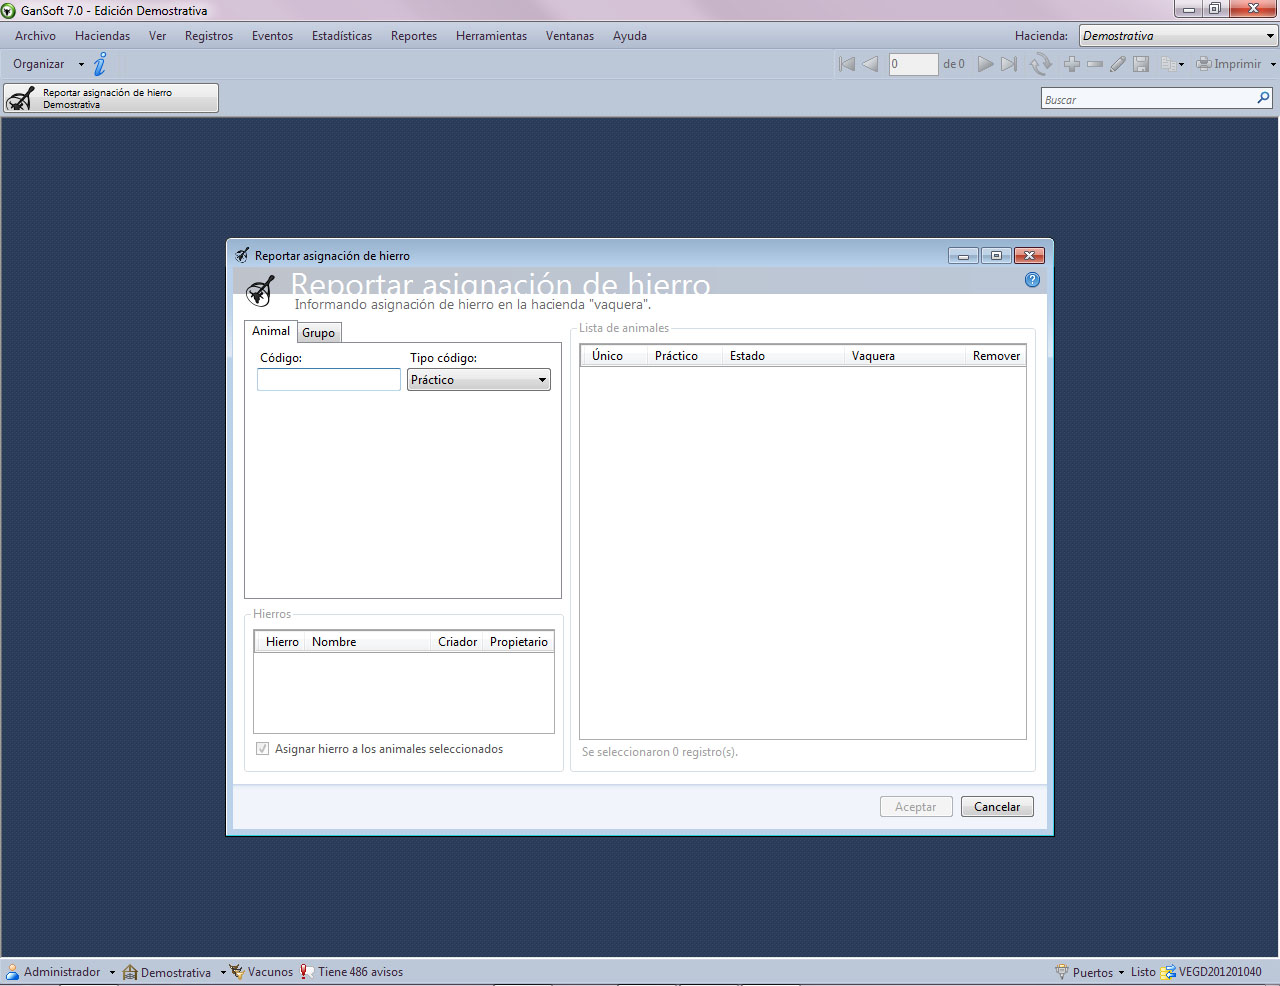 GanSoft 7.0 - Edición Demostrativa
Archivo Haciendas Ver Registros Eventos Estadísticas Reportes Herramientas Ventanas Ayuda Hacienda: Demostrativa
Organizar 0 de 0 Imprimir
Reportar asignación de hierro
Demostrativa
Buscar
Reportar asignación de hierro
Reportar asignación de hierro
Informando asignación de hierro en la hacienda "vaquera".
Animal Grupo
Código: Tipo código:
Práctico
Lista de animales
Único Práctico Estado Vaquera Remover
Hierros
Hierro Nombre Criador Propietario
Asignar hierro a los animales seleccionados
Se seleccionaron 0 registro(s).
Aceptar Cancelar
Administrador Demostrativa Vacunos Tiene 486 avisos Puertos Listo VEGD201201040